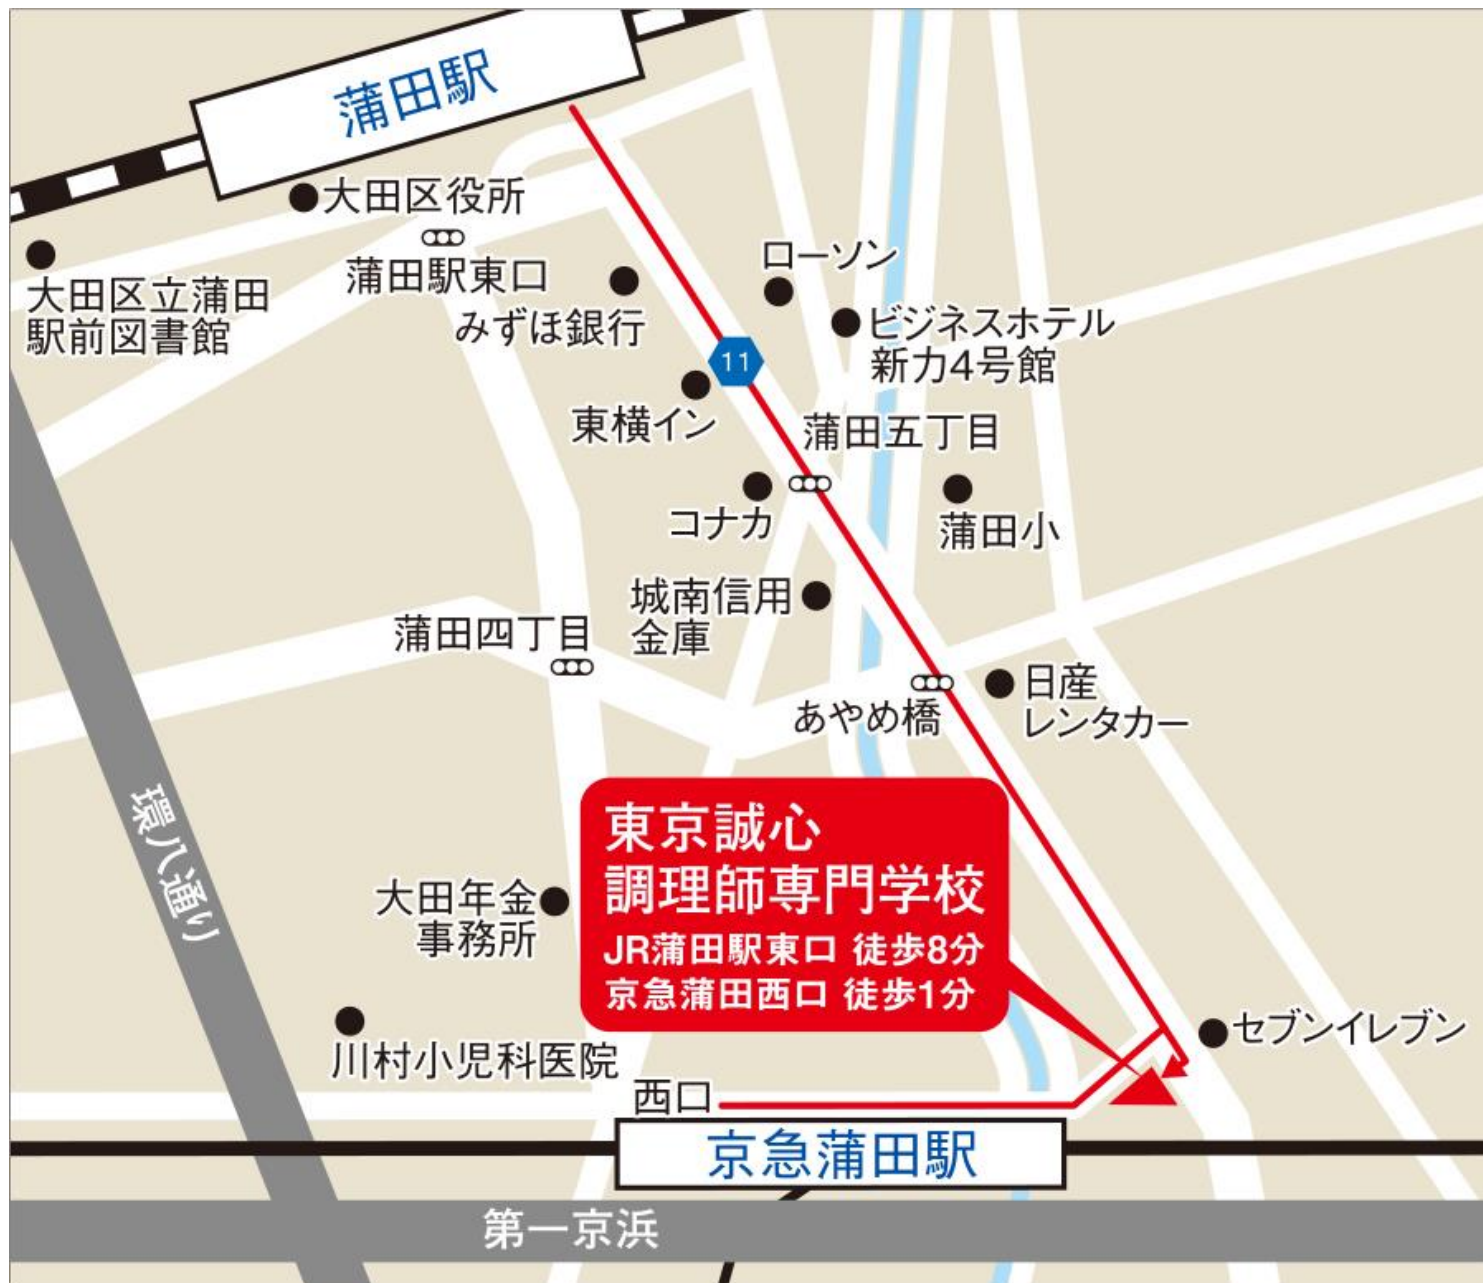 蒲田駅
大田区役所
蒲田駅東口
大田区立蒲田
駅前図書館
みずほ銀行
ローソン
ビジネスホテル
新力4号館
11
東横イン
蒲田五丁目
コナカ
蒲田小
城南信用
金庫
蒲田四丁目
あやめ橋
日産
レンタカー
環八通り
東京誠心
調理師専門学校
JR蒲田駅東口 徒歩8分
京急蒲田西口 徒歩1分
大田年金
事務所
川村小児科医院
セブンイレブン
西口
京急蒲田駅
第一京浜